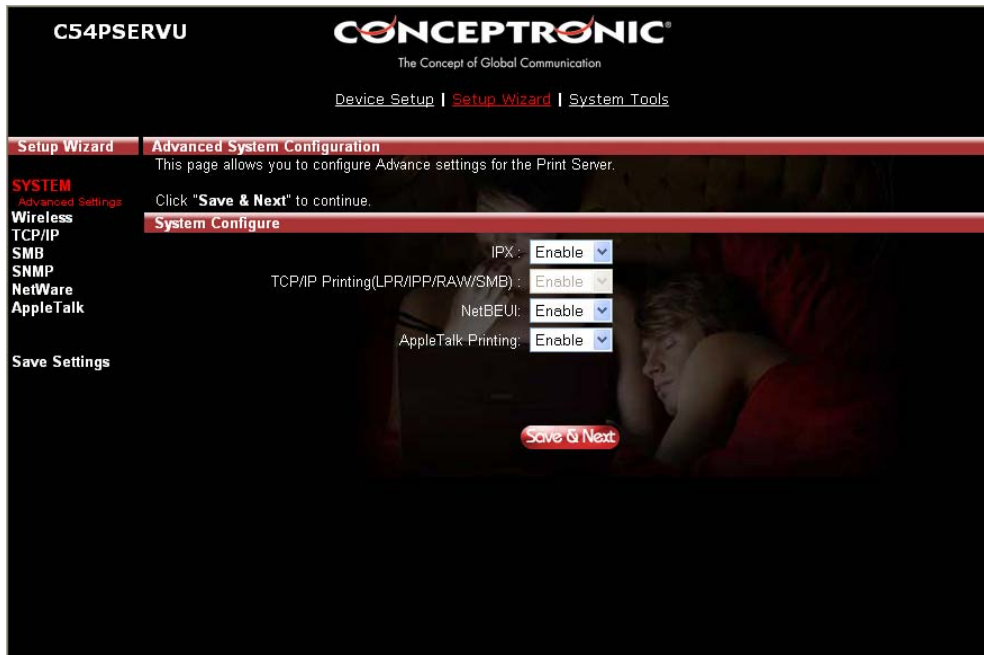 C54PSERVU
CONCEPTRONIC®
The Concept of Global Communication
Device Setup | Setup Wizard | System Tools
Setup Wizard
Advanced System Configuration
This page allows you to configure Advance settings for the Print Server.
SYSTEM
Advanced Settings
Click "Save & Next" to continue.
Wireless
System Configure
TCP/IP
SMB
IPX : Enable
SNMP
TCP/IP Printing(LPR/IPP/RAW/SMB) : Enable
NetWare
AppleTalk
NetBEUI: Enable
AppleTalk Printing: Enable
Save Settings
Save & Next